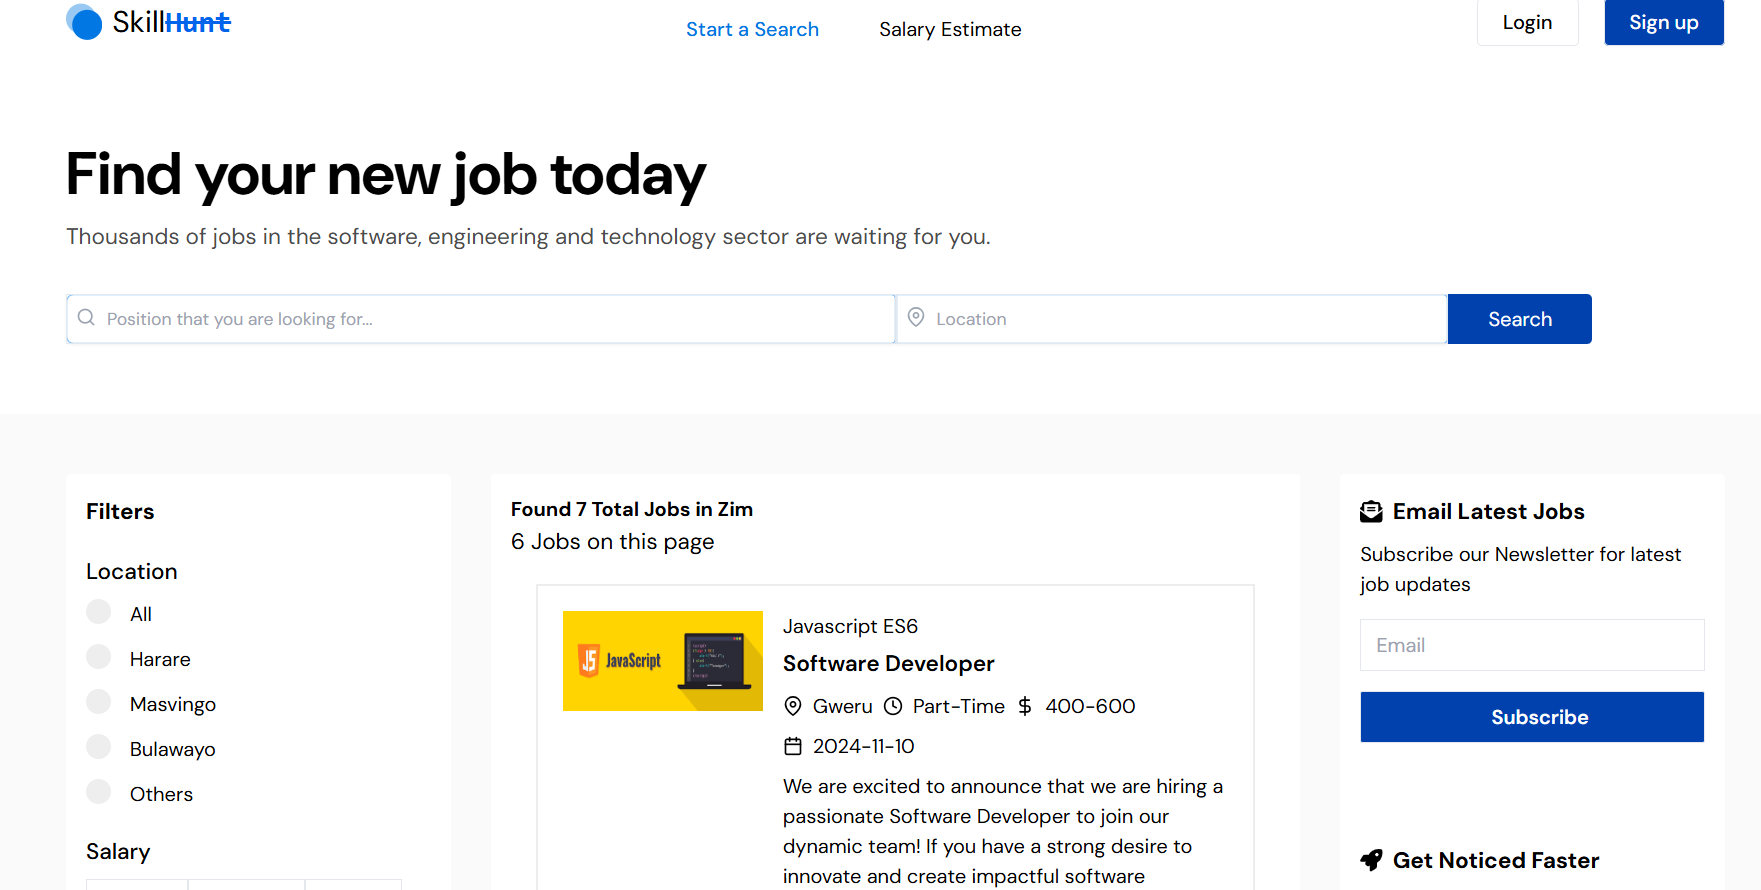 SkillHunt
Start a Search
Salary Estimate
Login
Sign up
Find your new job today
Thousands of jobs in the software, engineering and technology sector are waiting for you.
Position that you are looking for...
Location
Search
Filters
Location
All
Harare
Masvingo
Bulawayo
Others
Salary
Found 7 Total Jobs in Zim
6 Jobs on this page
JS JavaScript
Javascript ES6
Software Developer
Gweru Part-Time $ 400-600
2024-11-10
We are excited to announce that we are hiring a
passionate Software Developer to join our
dynamic team! If you have a strong desire to
innovate and create impactful software
Email Latest Jobs
Subscribe our Newsletter for latest
job updates
Email
Subscribe
Get Noticed Faster